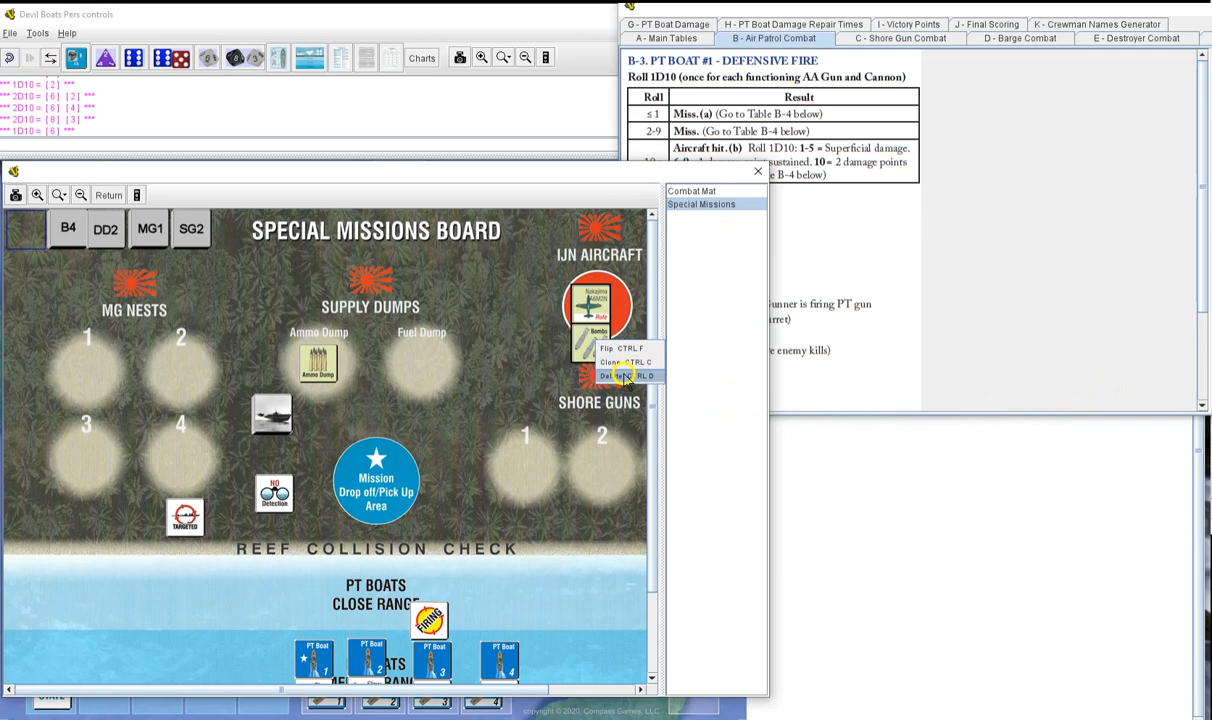 Devil Boats Pers controls
File Tools Help
Charts
*** 1D10 = [ 2 ] ***
*** 2D10 = [ 6 ] [ 2 ] ***
*** 2D10 = [ 6 ] [ 4 ] ***
*** 2D10 = [ 8 ] [ 3 ] ***
*** 1D10 = [ 6 ] ***
G - PT Boat Damage H - PT Boat Damage Repair Times I - Victory Points J - Final Scoring K - Crewman Names Generator
A - Main Tables B - Air Patrol Combat C - Shore Gun Combat D - Barge Combat E - Destroyer Combat
B-3. PT BOAT #1 - DEFENSIVE FIRE
Roll 1D10 (once for each functioning AA Gun and Cannon)
Roll Result
≤ 1 Miss. (a) (Go to Table B-4 below)
2-9 Miss. (Go to Table B-4 below)
Aircraft hit. (b) Roll 1D10: 1-5 = Superficial damage.
sustained. 10 = 2 damage points
e B-4 below)
Gunner is firing PT gun
rret)
e enemy kills)
Return
Combat Mat
Special Missions
B4 DD2 MG1 SG2
SPECIAL MISSIONS BOARD
IJN AIRCRAFT
Nakajima
A6M2N
Rufe
Bombs
Flip CTRL F
Clone CTRL C
MG NESTS
1 2
3 4
SUPPLY DUMPS
Ammo Dump Fuel Dump
Ammo Dump
SHORE GUNS
1 2
NO
Detection
TARGETED
Mission
Drop off/Pick Up
Area
REEF COLLISION CHECK
PT BOATS
CLOSE RANGE
FIRING
PT Boat 1
PT Boat 2
PT Boat 3
PT Boat 4
1 2 3 4
copyright © 2020, Compass Games, LLC